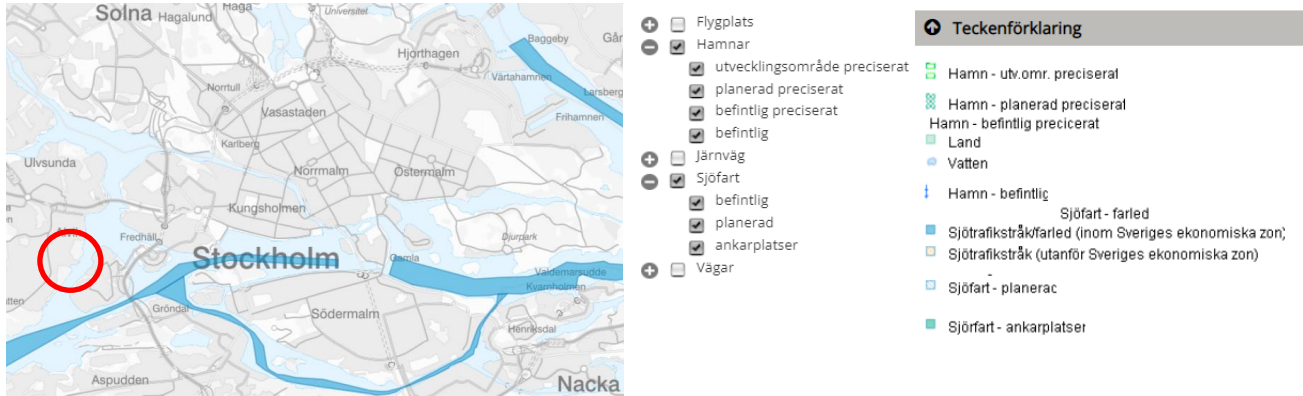 Solna Hagalund Haga Universitet
Baggeby Går
Hjorthagen
Värtahamnen
Larsberg
Norrtull
Frihamnen
Vasastaden
Karlberg
Ulvsunda
Norrmalm Östermalm
Kungsholmen
Djurpark
Fredhäll
Stockholm Gamla
Valdemarsudde
Kvarnholmen
Gröndal
Södermalm
Henriksdal
Aspudden
Nacka
Flygplats
Hamnar
utvecklingsområde preciserat
planerad preciserat
befintlig preciserat
befintlig
Järnväg
Sjöfart
befintlig
planerad
ankarplatser
Vägar
Teckenförklaring
Hamn - utv.omr. preciserat
Hamn - planerad preciserat
Hamn - befintlig precicerat
Land
Vatten
Hamn - befintlig
Sjöfart - farled
Sjötrafikstråk/farled (inom Sveriges ekonomiska zon)
Sjötrafikstråk (utanför Sveriges ekonomiska zon)
-
Sjöfart - planerad
Sjörfart - ankarplatser